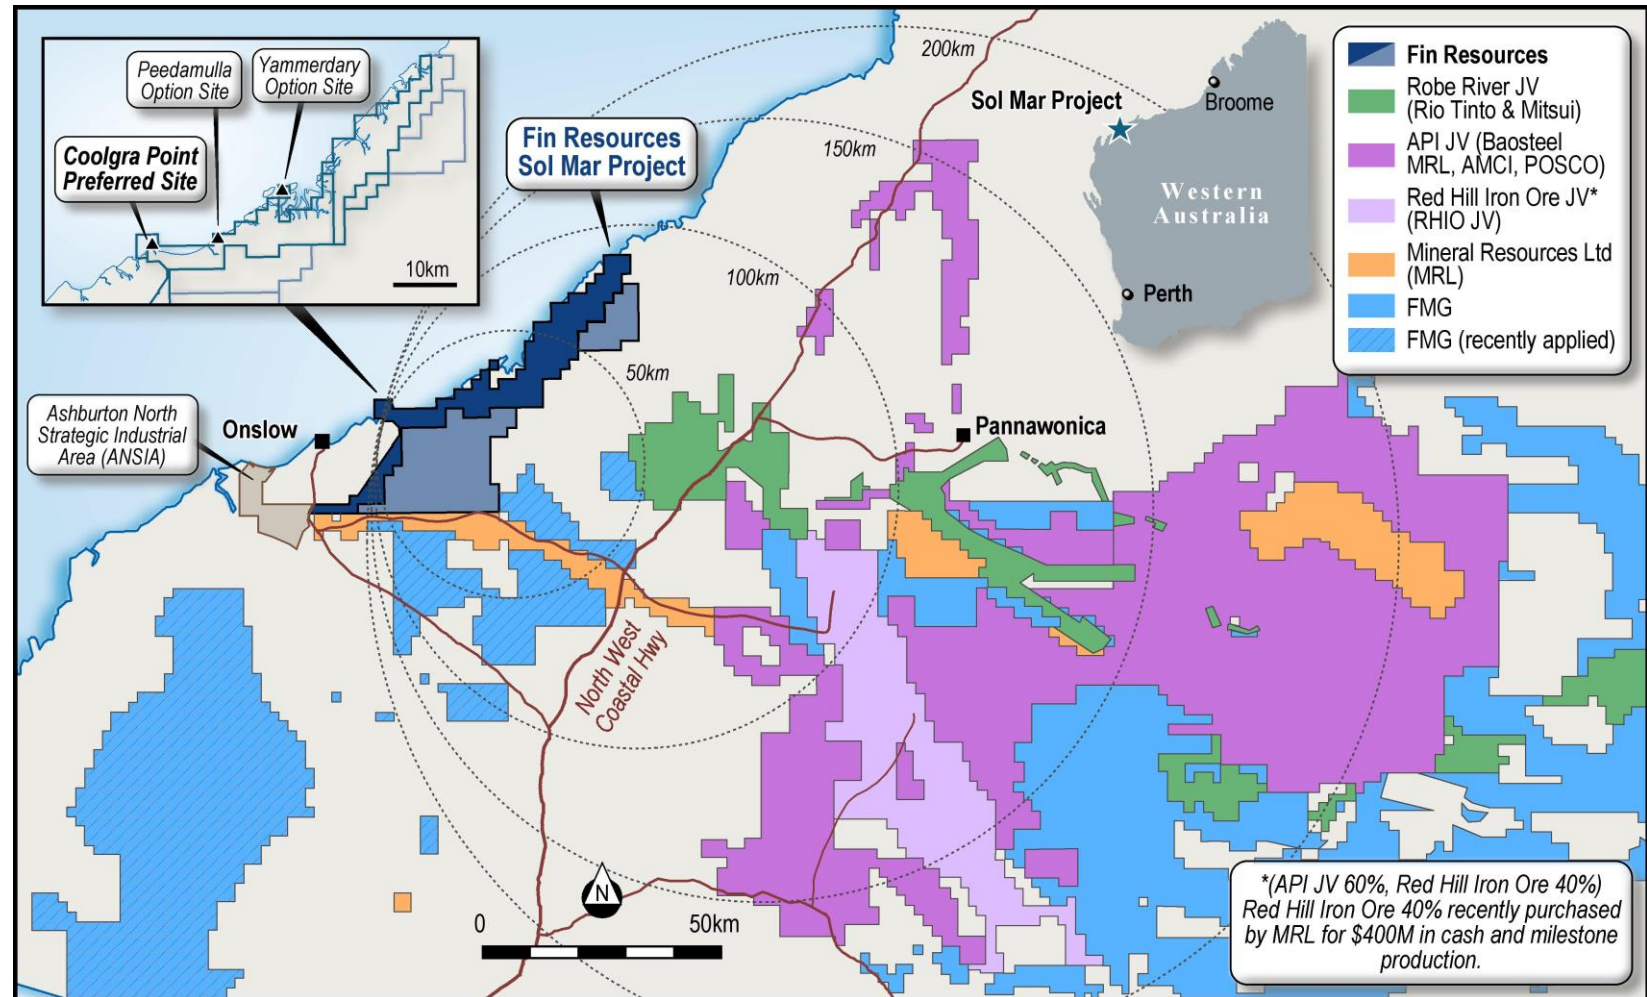 Peedamulla
Option Site
Yammerdary
Option Site
Coolgra Point
Preferred Site
10km
Fin Resources
Sol Mar Project
200km
150km
100km
50km
Sol Mar Project
Broome
Western
Australia
Perth
Fin Resources
Robe River JV
(Rio Tinto & Mitsui)
API JV (Baosteel
MRL, AMCI, POSCO)
Red Hill Iron Ore JV*
(RHIO JV)
Mineral Resources Ltd
(MRL)
FMG
FMG (recently applied)
Ashburton North
Strategic Industrial
Area (ANSIA)
Onslow
Pannawonica
North West
Coastal Hwy
N
0
50km
*(API JV 60%, Red Hill Iron Ore 40%)
Red Hill Iron Ore 40% recently purchased
by MRL for $400M in cash and milestone
production.